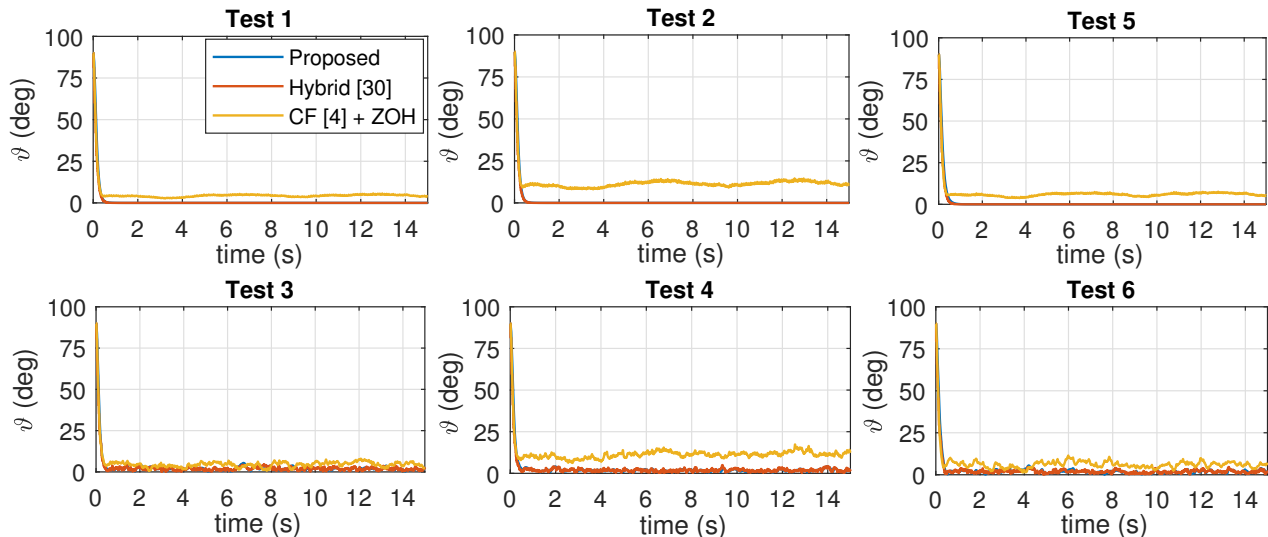 Test 1
Test 2
Test 5
100
75
50
25
0
ϑ (deg)
Proposed
Hybrid [30]
CF [4] + ZOH
0 2 4 6 8 10 12 14
time (s)
100
75
50
25
0
ϑ (deg)
0 2 4 6 8 10 12 14
time (s)
100
75
50
25
0
ϑ (deg)
0 2 4 6 8 10 12 14
time (s)
Test 3
Test 4
Test 6
100
75
50
25
0
ϑ (deg)
0 2 4 6 8 10 12 14
time (s)
100
75
50
25
0
ϑ (deg)
0 2 4 6 8 10 12 14
time (s)
100
75
50
25
0
ϑ (deg)
0 2 4 6 8 10 12 14
time (s)